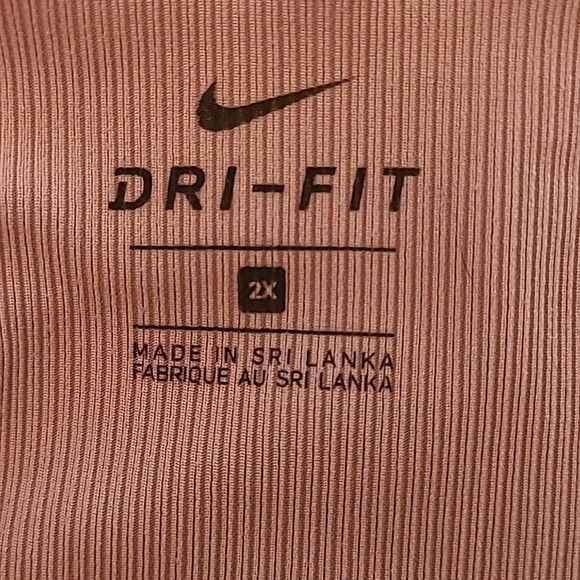 DRI-FIT
2X
MADE IN SRI LANKA
FABRIQUE AU SRI LANKA